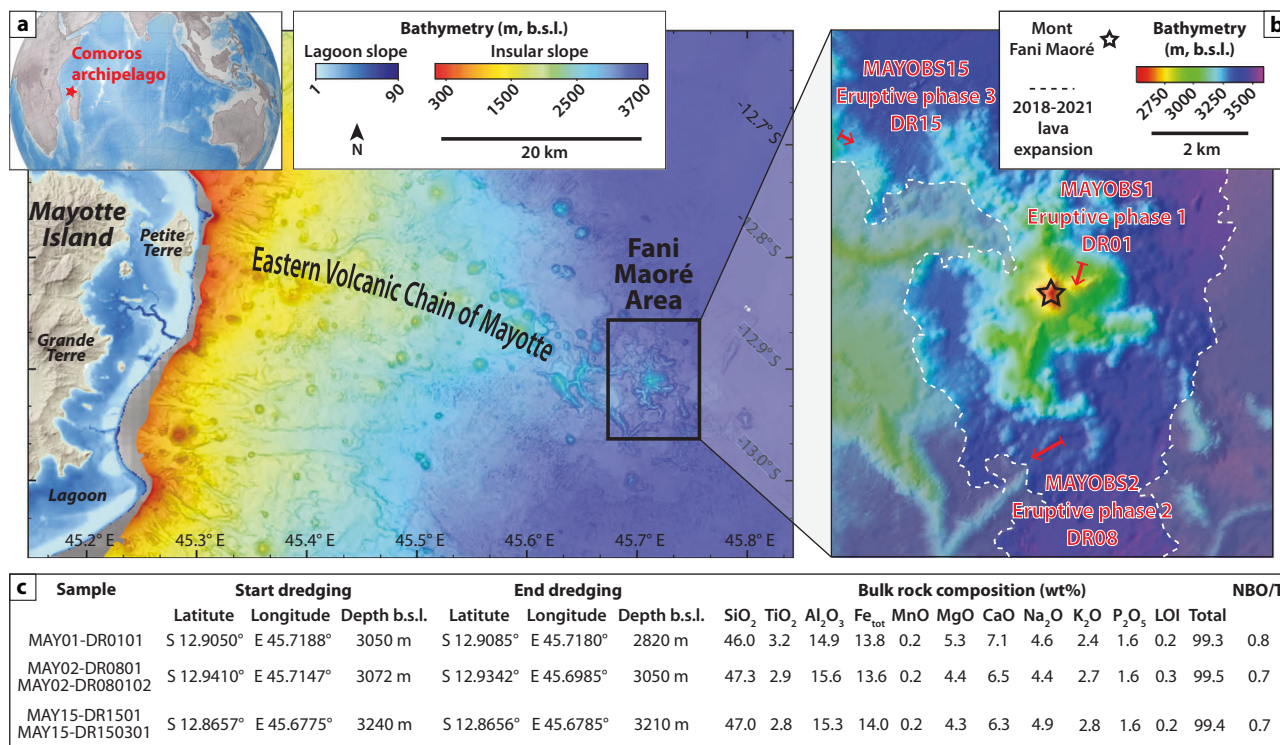 a
Comoros
archipelago
Bathymetry
(m, b.s.l.)
Lagoon slope
Insular slope
1
90
300
1500
2500
3700
N
20 km
Mayotte
Island
Petite
Terre
Grande
Terre
Lagoon
Eastern Volcanic Chain of Mayotte
Fani
Maoré
Area
-12.7° S
-12.8° S
-12.9° S
-13.0° S
45.2° E 45.3° E 45.4° E 45.5° E 45.6° E 45.7° E 45.8° E
b
Mont
Fani Maoré
2018-2021
lava
expansion
Bathymetry
(m, b.s.l.)
2750
3000
3250
3500
2 km
MAYOBS15
Eruptive phase 3
DR15
MAYOBS1
Eruptive phase 1
DR01
MAYOBS2
Eruptive phase 2
DR08
c Sample Start dredging End dredging Bulk rock composition (wt%) NBO/T
Latitute Longitude Depth b.s.l. Latitute Longitude Depth b.s.l. SiO2 TiO2 Al2O3 Fetot MnO MgO CaO Na2O K2O P2O5 LOI Total
MAY01-DR0101 S 12.9050° E 45.7188° 3050 m S 12.9085° E 45.7180° 2820 m 46.0 3.2 14.9 13.8 0.2 5.3 7.1 4.6 2.4 1.6 0.2 99.3 0.8
MAY02-DR0801
MAY02-DR080102 S 12.9410° E 45.7147° 3072 m S 12.9342° E 45.6985° 3050 m 47.3 2.9 15.6 13.6 0.2 4.4 6.5 4.4 2.7 1.6 0.3 99.5 0.7
MAY15-DR1501
MAY15-DR150301 S 12.8657° E 45.6775° 3240 m S 12.8656° E 45.6785° 3210 m 47.0 2.8 15.3 14.0 0.2 4.3 6.3 4.9 2.8 1.6 0.2 99.4 0.7